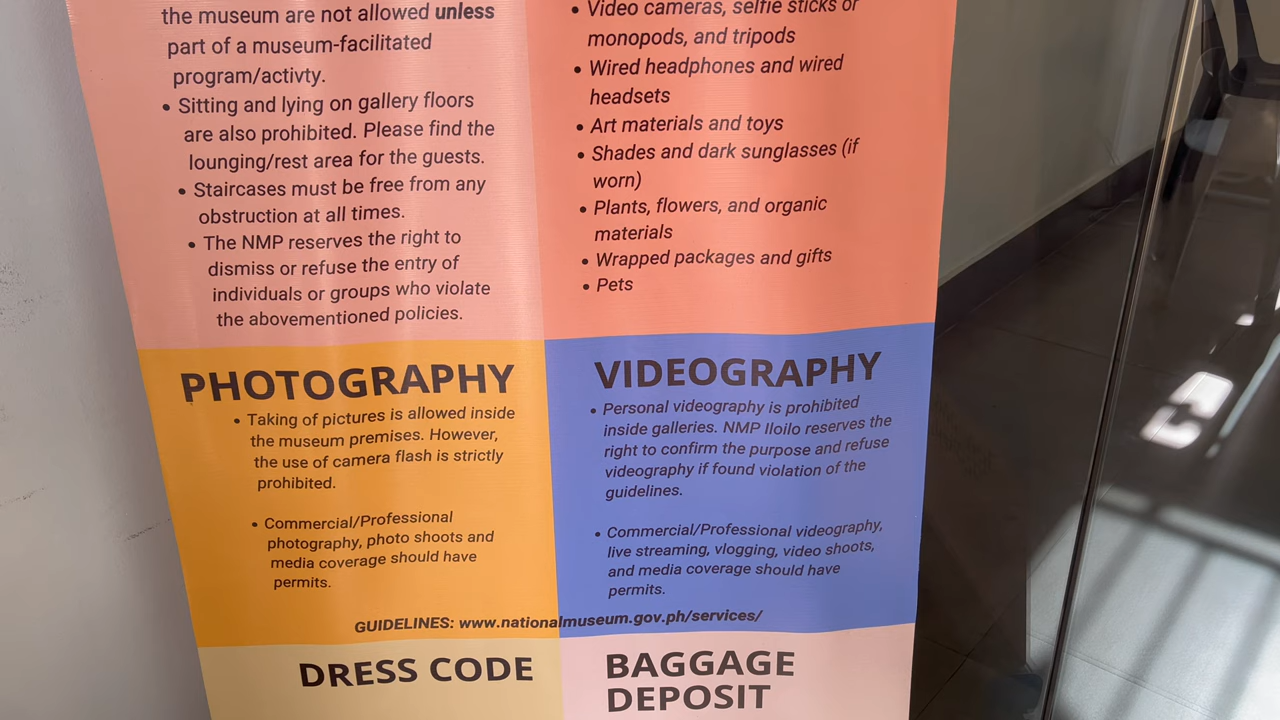 the museum are not allowed unless
part of a museum-facilitated
program/activty.
• Sitting and lying on gallery floors
are also prohibited. Please find the
lounging/rest area for the guests.
• Staircases must be free from any
obstruction at all times.
• The NMP reserves the right to
dismiss or refuse the entry of
individuals or groups who violate
the abovementioned policies.
• Video cameras, selfie sticks or
monopods, and tripods
• Wired headphones and wired
headsets
• Art materials and toys
• Shades and dark sunglasses (if
worn)
• Plants, flowers, and organic
materials
• Wrapped packages and gifts
• Pets
PHOTOGRAPHY
• Taking of pictures is allowed inside
the museum premises. However,
the use of camera flash is strictly
prohibited.
• Commercial/Professional
photography, photo shoots and
media coverage should have
permits.
VIDEOGRAPHY
• Personal videography is prohibited
inside galleries. NMP Iloilo reserves the
right to confirm the purpose and refuse
videography if found violation of the
guidelines.
• Commercial/Professional videography,
live streaming, vlogging, video shoots,
and media coverage should have
permits.
GUIDELINES: www.nationalmuseum.gov.ph/services/
DRESS CODE
BAGGAGE
DEPOSIT